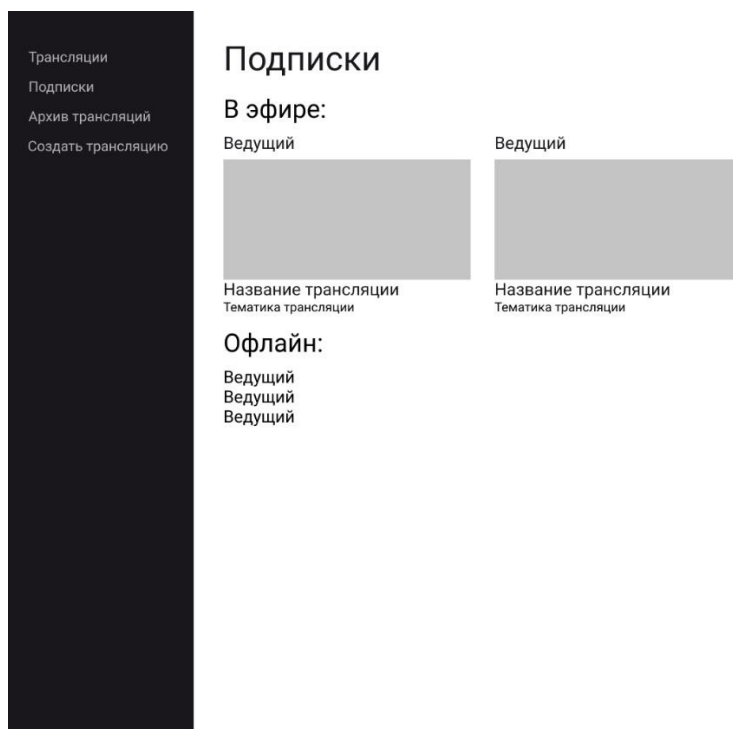 Трансляции
Подписки
Архив трансляций
Создать трансляцию
Подписки
В эфире:
Ведущий
Ведущий
Название трансляции
Название трансляции
Тематика трансляции
Тематика трансляции
Офлайн:
Ведущий
Ведущий
Ведущий